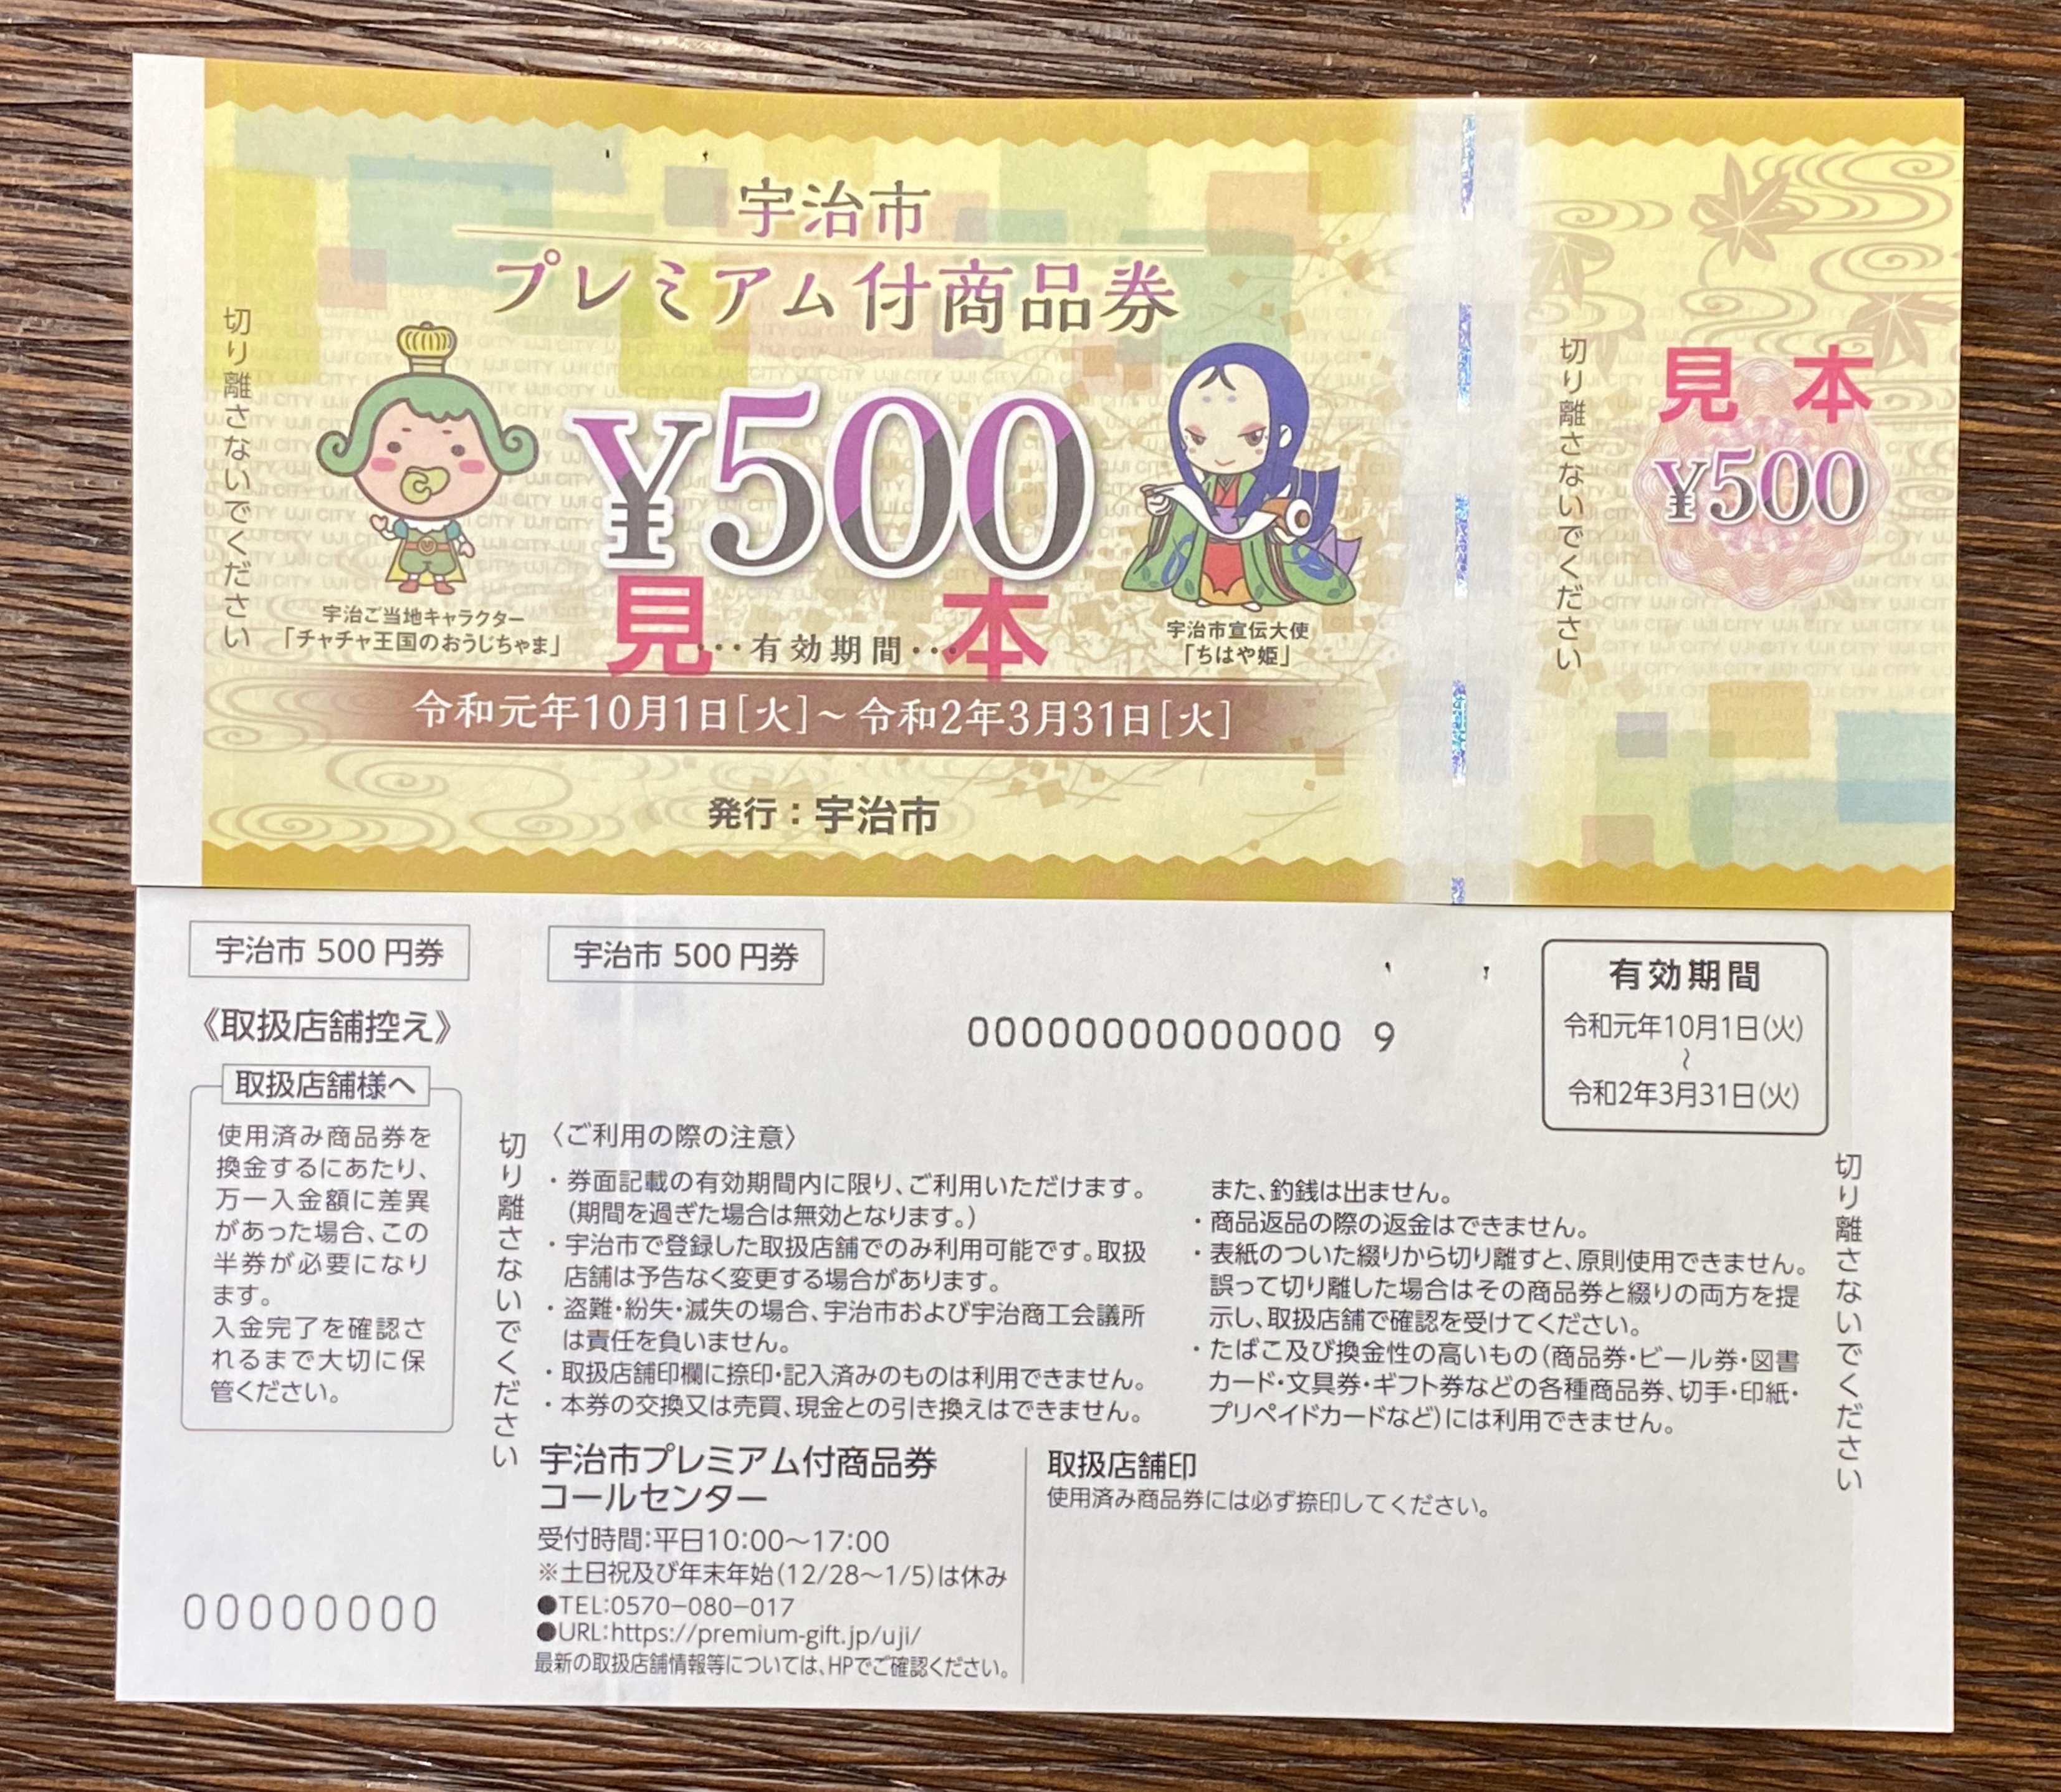 宇治市
プレミアム付商品券
¥500
見本
・・・有効期間・・・
令和元年10月1日[火]～令和2年3月31日[火]
発行：宇治市
切り離さないでください
宇治ご当地キャラクター
「チャチャ王国のおうじちゃま」
宇治市宣伝大使
「ちはや姫」
切り離さないでください
見本
¥500
UJI CITY
宇治市 500 円券
《取扱店舗控え》
取扱店舗様へ
使用済み商品券を
換金するにあたり、
万一入金額に差異
があった場合、この
半券が必要になり
ます。
入金完了を確認さ
れるまで大切に保
管ください。
00000000
切り離さないでください
宇治市 500 円券
00000000000000 9
有効期間
令和元年10月1日(火)
～
令和2年3月31日(火)
〈ご利用の際の注意〉
・券面記載の有効期間内に限り、ご利用いただけます。
（期間を過ぎた場合は無効となります。）
・宇治市で登録した取扱店舗でのみ利用可能です。取扱
店舗は予告なく変更する場合があります。
・盗難・紛失・滅失の場合、宇治市および宇治商工会議所
は責任を負いません。
・取扱店舗印欄に捺印・記入済みのものは利用できません。
・本券の交換又は売買、現金との引き換えはできません。
また、釣銭は出ません。
・商品返品の際の返金はできません。
・表紙のついた綴りから切り離すと、原則使用できません。
誤って切り離した場合はその商品券と綴りの両方を提
示し、取扱店舗で確認を受けてください。
・たばこ及び換金性の高いもの（商品券・ビール券・図書
カード・文具券・ギフト券などの各種商品券、切手・印紙・
プリペイドカードなど）には利用できません。
切り離さないでください
宇治市プレミアム付商品券
コールセンター
受付時間：平日10:00～17:00
※土日祝及び年末年始(12/28～1/5)は休み
●TEL:0570-080-017
●URL:https://premium-gift.jp/uji/
最新の取扱店舗情報等については、HPでご確認ください。
取扱店舗印
使用済み商品券には必ず捺印してください。